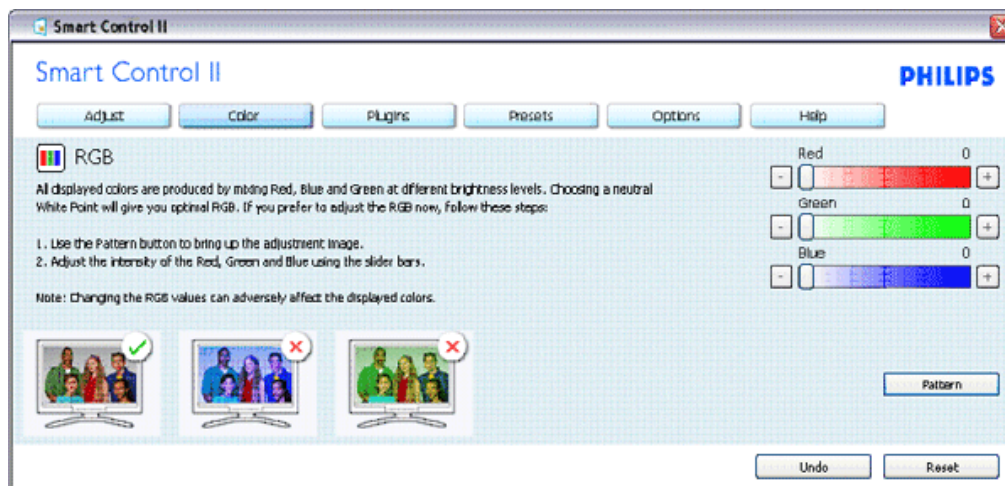 Smart Control II
Smart Control II
PHILIPS
Adjust Color Plugins Presets Options Help
RGB
All displayed colors are produced by mixing Red, Blue and Green at different brightness levels. Choosing a neutral
White Point will give you optimal RGB. If you prefer to adjust the RGB now, follow these steps:
1. Use the Pattern button to bring up the adjustment image.
2. Adjust the intensity of the Red, Green and Blue using the slider bars.
Note: Changing the RGB values can adversely affect the displayed colors.
Red 0
- +
Green 0
- +
Blue 0
- +
Pattern
Undo Reset